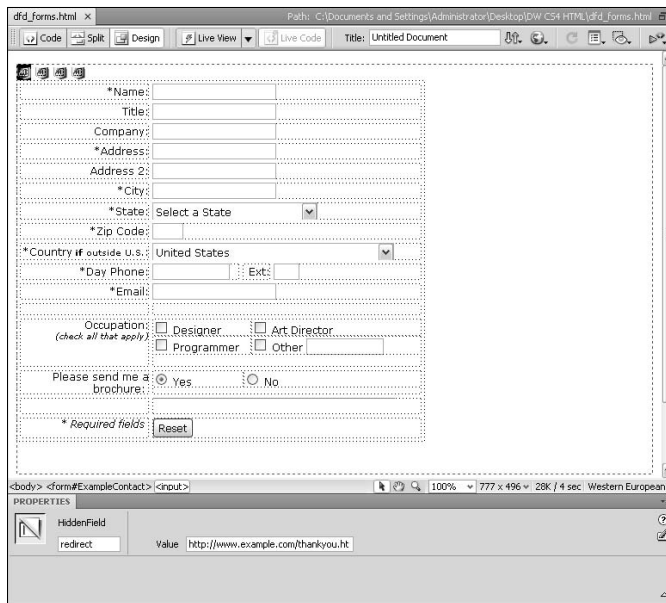 dfd_forms.html × Path: C:\Documents and Settings\Administrator\Desktop\DW CS4 HTML\dfd_forms.html
Code Split Design Live View Live Code Title: Untitled Document
*Name:
Title:
Company:
*Address:
Address 2:
*City:
*State: Select a State
*Zip Code:
*Country if outside U.S.: United States
*Day Phone: Ext:
*Email:
Occupation: Designer Art Director
(check all that apply)
Programmer Other
Please send me a brochure: Yes No
* Required fields Reset
<body> <form#ExampleContact> <input> 100% 777 x 496 28K / 4 sec Western European
PROPERTIES
HiddenField
redirect Value http://www.example.com/thankyou.ht